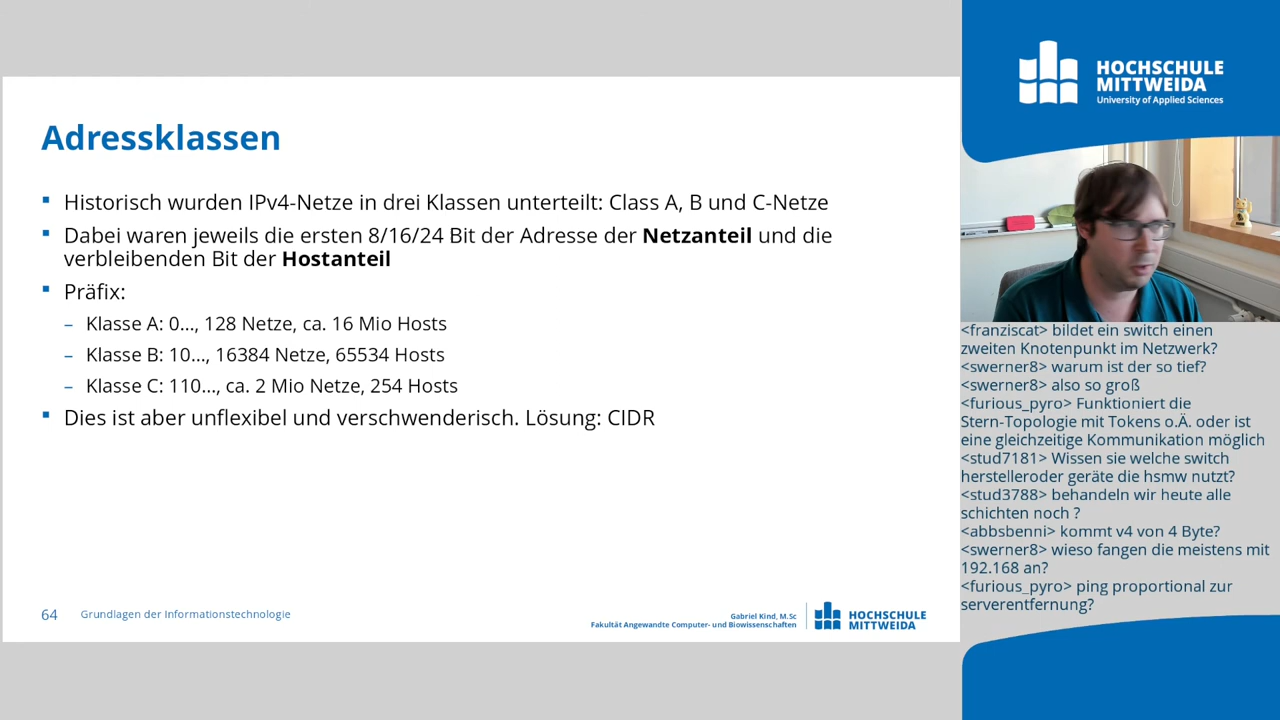 Adressklassen
Historisch wurden IPv4-Netze in drei Klassen unterteilt: Class A, B und C-Netze
Dabei waren jeweils die ersten 8/16/24 Bit der Adresse der Netzanteil und die
verbleibenden Bit der Hostanteil
Präfix:
– Klasse A: 0..., 128 Netze, ca. 16 Mio Hosts
– Klasse B: 10..., 16384 Netze, 65534 Hosts
– Klasse C: 110..., ca. 2 Mio Netze, 254 Hosts
Dies ist aber unflexibel und verschwenderisch. Lösung: CIDR
64 Grundlagen der Informationstechnologie
Gabriel Kind, M.Sc
Fakultät Angewandte Computer- und Biowissenschaften
HOCHSCHULE
MITTWEIDA
HOCHSCHULE
MITTWEIDA
University of Applied Sciences
<franziscat> bildet ein switch einen
zweiten Knotenpunkt im Netzwerk?
<swerner8> warum ist der so tief?
<swerner8> also so groß
<furious_pyro> Funktioniert die
Stern-Topologie mit Tokens o.Ä. oder ist
eine gleichzeitige Kommunikation möglich
<stud7181> Wissen sie welche switch
herstelleroder geräte die hsmw nutzt?
<stud3788> behandeln wir heute alle
schichten noch ?
<abbsbenni> kommt v4 von 4 Byte?
<swerner8> wieso fangen die meistens mit
192.168 an?
<furious_pyro> ping proportional zur
serverentfernung?